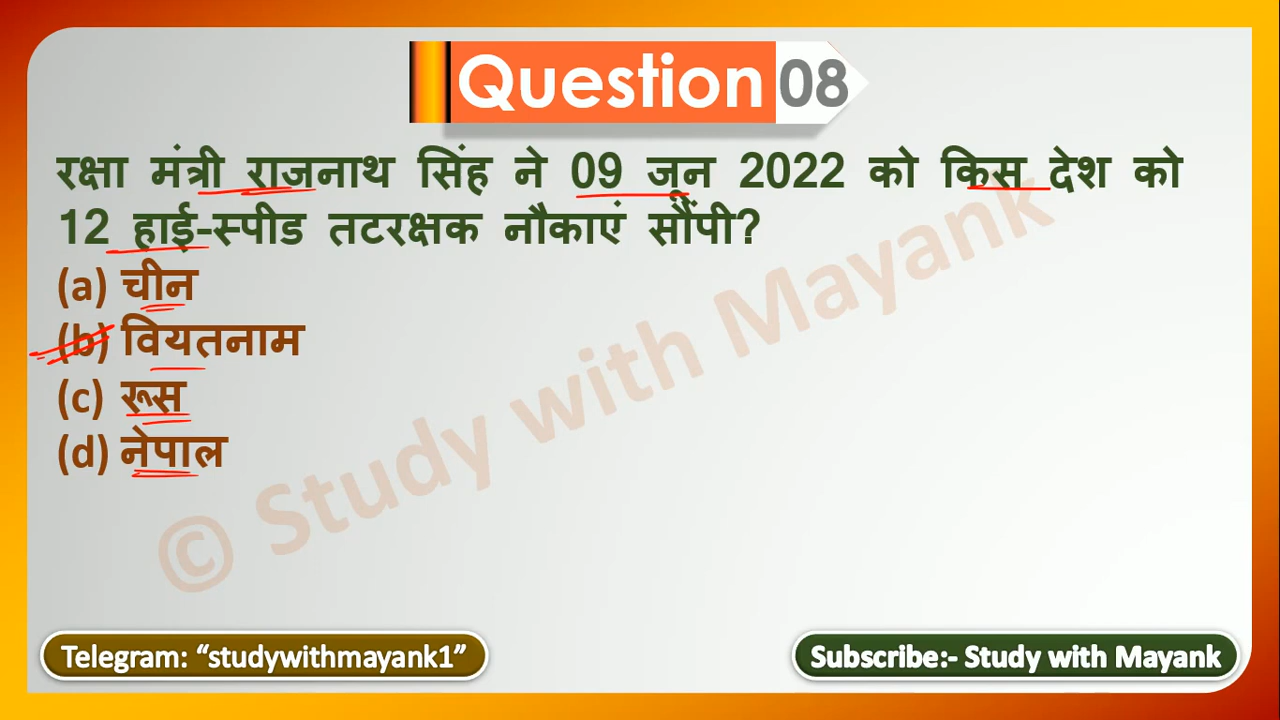 Question 08
रक्षा मंत्री राजनाथ सिंह ने 09 जून 2022 को किस देश को
12 हाई-स्पीड तटरक्षक नौकाएं सौंपी?
(a) चीन
(b) वियतनाम
(c) रूस
(d) नेपाल
© Study with Mayank
Telegram: “studywithmayank1”
Subscribe:- Study with Mayank